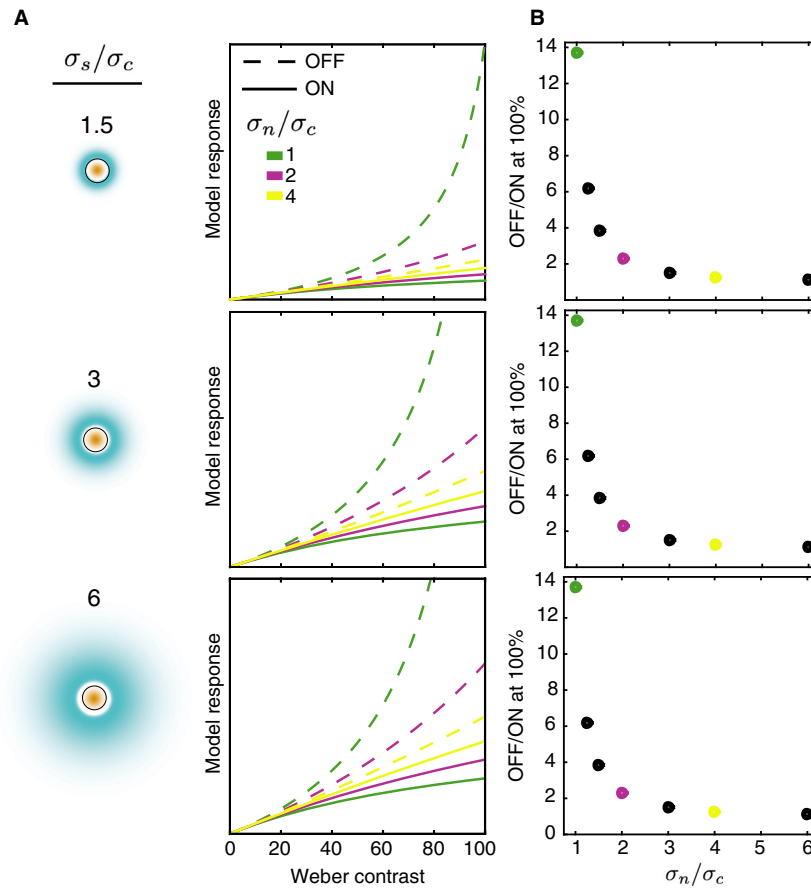 A
B
σs/σc
1.5
3
6
Model response
OFF
ON
σn/σc
1
2
4
Model response
Model response
0 20 40 60 80 100
Weber contrast
OFF/ON at 100%
14
12
10
8
6
4
2
OFF/ON at 100%
14
12
10
8
6
4
2
OFF/ON at 100%
14
12
10
8
6
4
2
0
1 2 3 4 5 6
σn/σc